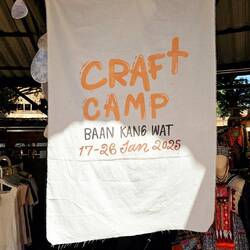 CRAFT
CAMP
BAAN KANG WAT
17-26 Jan 2025